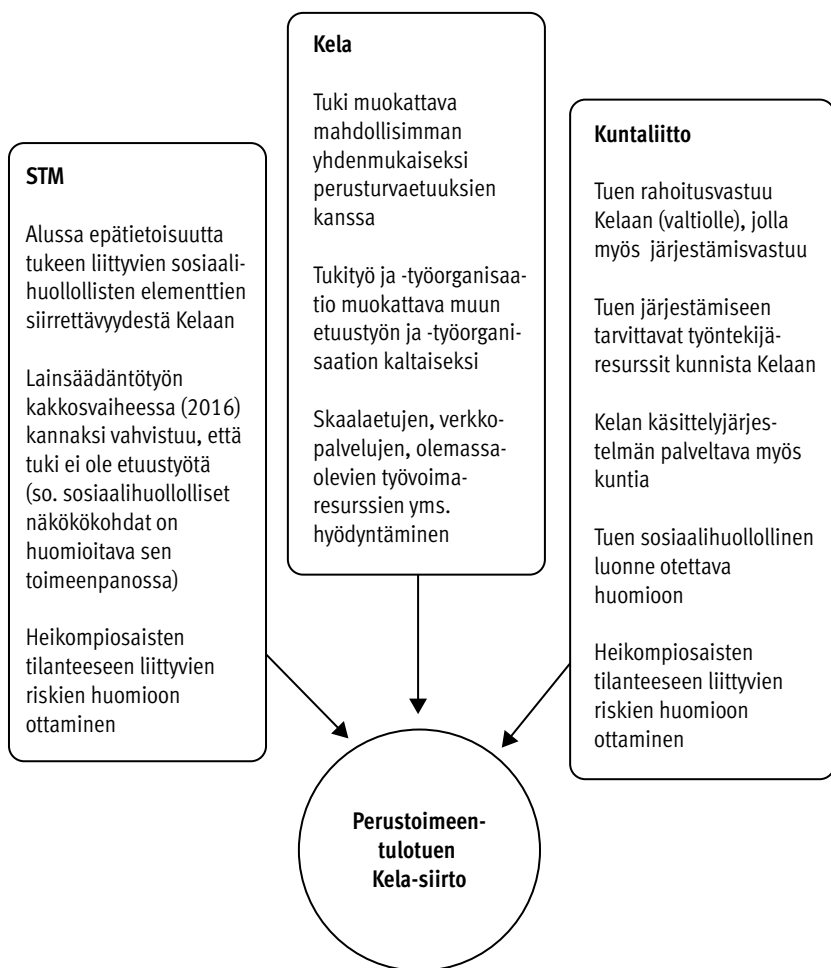 STM
Alussa epätietoisuutta
tukeen liittyvien sosiaali-
huollollisten elementtien
siirrettävyydestä Kelaan
Lainsäädäntötyön
kakkosvaiheessa (2016)
kannaksi vahvistuu, että
tuki ei ole etuustyötä
(so. sosiaalihuollolliset
näkökökohdat on
huomioitava sen
toimeenpanossa)
Heikompiosaisten
tilanteeseen liittyvien
riskien huomioon
ottaminen
Kela
Tuki muokattava
mahdollisimman
yhdenmukaiseksi
perusturvaetuuksien
kanssa
Tukityö ja -työorganisaa-
tio muokattava muun
etuustyön ja -työorgani-
saation kaltaiseksi
Skaalaetujen, verkko-
palvelujen, olemassa-
olevien työvoima-
resurssien yms.
hyödyntäminen
Kuntaliitto
Tuen rahoitusvastuu
Kelaan (valtiolle), jolla
myös järjestämisvastuu
Tuen järjestämiseen
tarvittavat työntekijä-
resurssit kunnista Kelaan
Kelan käsittelyjärjes-
telmän palveltava myös
kuntia
Tuen sosiaalihuollollinen
luonne otettava
huomioon
Heikompiosaisten
tilanteeseen liittyvien
riskien huomioon
ottaminen
Perustoimeen-
tulotuen
Kela-siirto